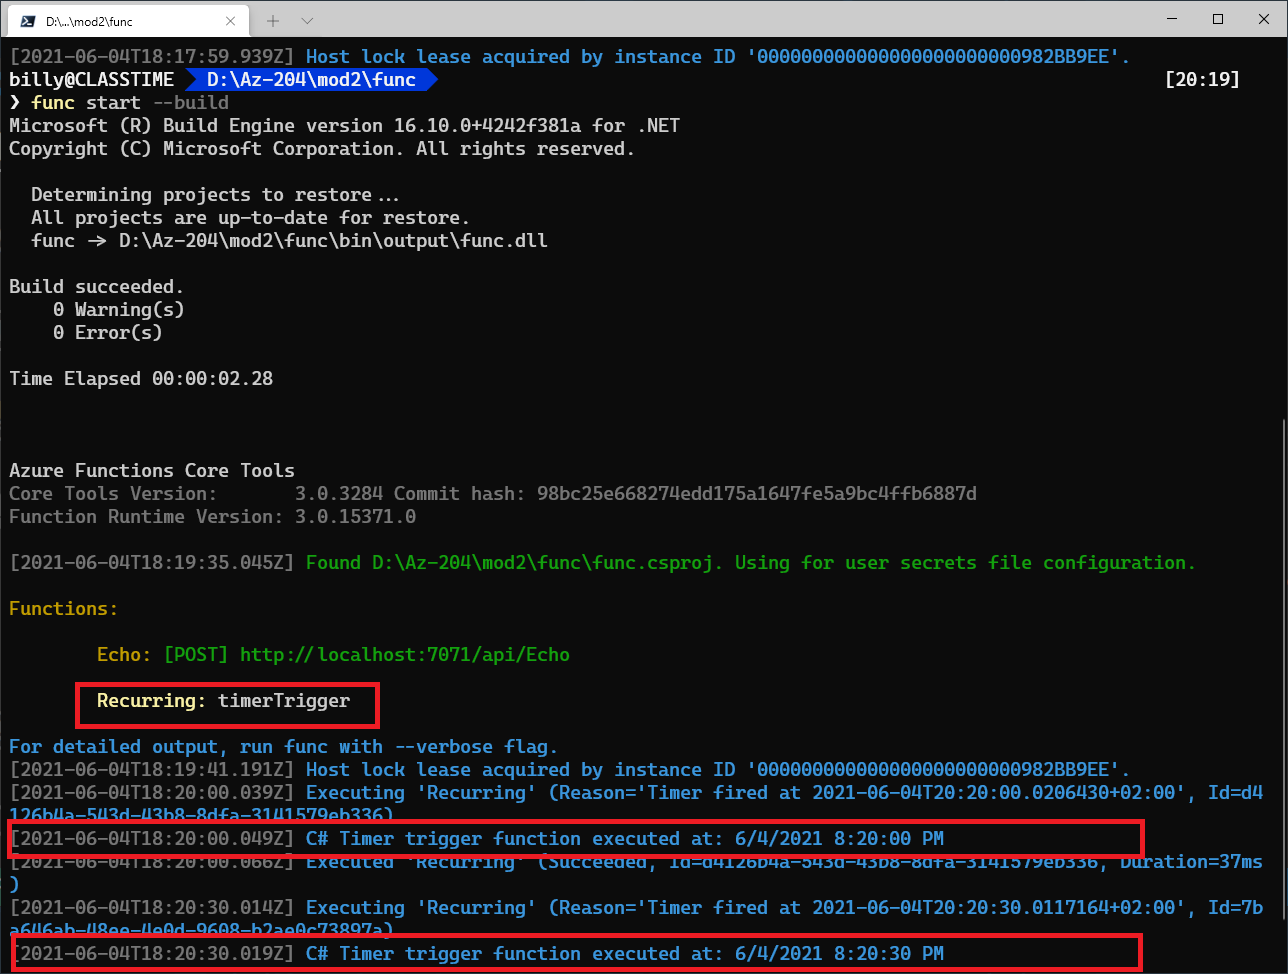 D:\...\mod2\func
[2021-06-04T18:17:59.939Z] Host lock lease acquired by instance ID '000000000000000000000000982BB9EE'.
billy@CLASSTIME D:\Az-204\mod2\func [20:19]
❯ func start --build
Microsoft (R) Build Engine version 16.10.0+4242f381a for .NET
Copyright (C) Microsoft Corporation. All rights reserved.
Determining projects to restore...
All projects are up-to-date for restore.
func -> D:\Az-204\mod2\func\bin\output\func.dll
Build succeeded.
0 Warning(s)
0 Error(s)
Time Elapsed 00:00:02.28
Azure Functions Core Tools
Core Tools Version: 3.0.3284 Commit hash: 98bc25e668274edd175a1647fe5a9bc4ffb6887d
Function Runtime Version: 3.0.15371.0
[2021-06-04T18:19:35.045Z] Found D:\Az-204\mod2\func\func.csproj. Using for user secrets file configuration.
Functions:
Echo: [POST] http://localhost:7071/api/Echo
Recurring: timerTrigger
For detailed output, run func with --verbose flag.
[2021-06-04T18:19:41.191Z] Host lock lease acquired by instance ID '000000000000000000000000982BB9EE'.
[2021-06-04T18:20:00.039Z] Executing 'Recurring' (Reason='Timer fired at 2021-06-04T20:20:00.0206430+02:00', Id=d4
126b4a-543d-43b8-8dfa-3141579eb336)
[2021-06-04T18:20:00.049Z] C# Timer trigger function executed at: 6/4/2021 8:20:00 PM
[2021-06-04T18:20:00.066Z] Executed 'Recurring' (Succeeded, Id=d4126b4a-543d-43b8-8dfa-3141579eb336, Duration=37ms
)
[2021-06-04T18:20:30.014Z] Executing 'Recurring' (Reason='Timer fired at 2021-06-04T20:20:30.0117164+02:00', Id=7b
a646ab-48ee-4e0d-9608-b2ae0c73897a)
[2021-06-04T18:20:30.019Z] C# Timer trigger function executed at: 6/4/2021 8:20:30 PM